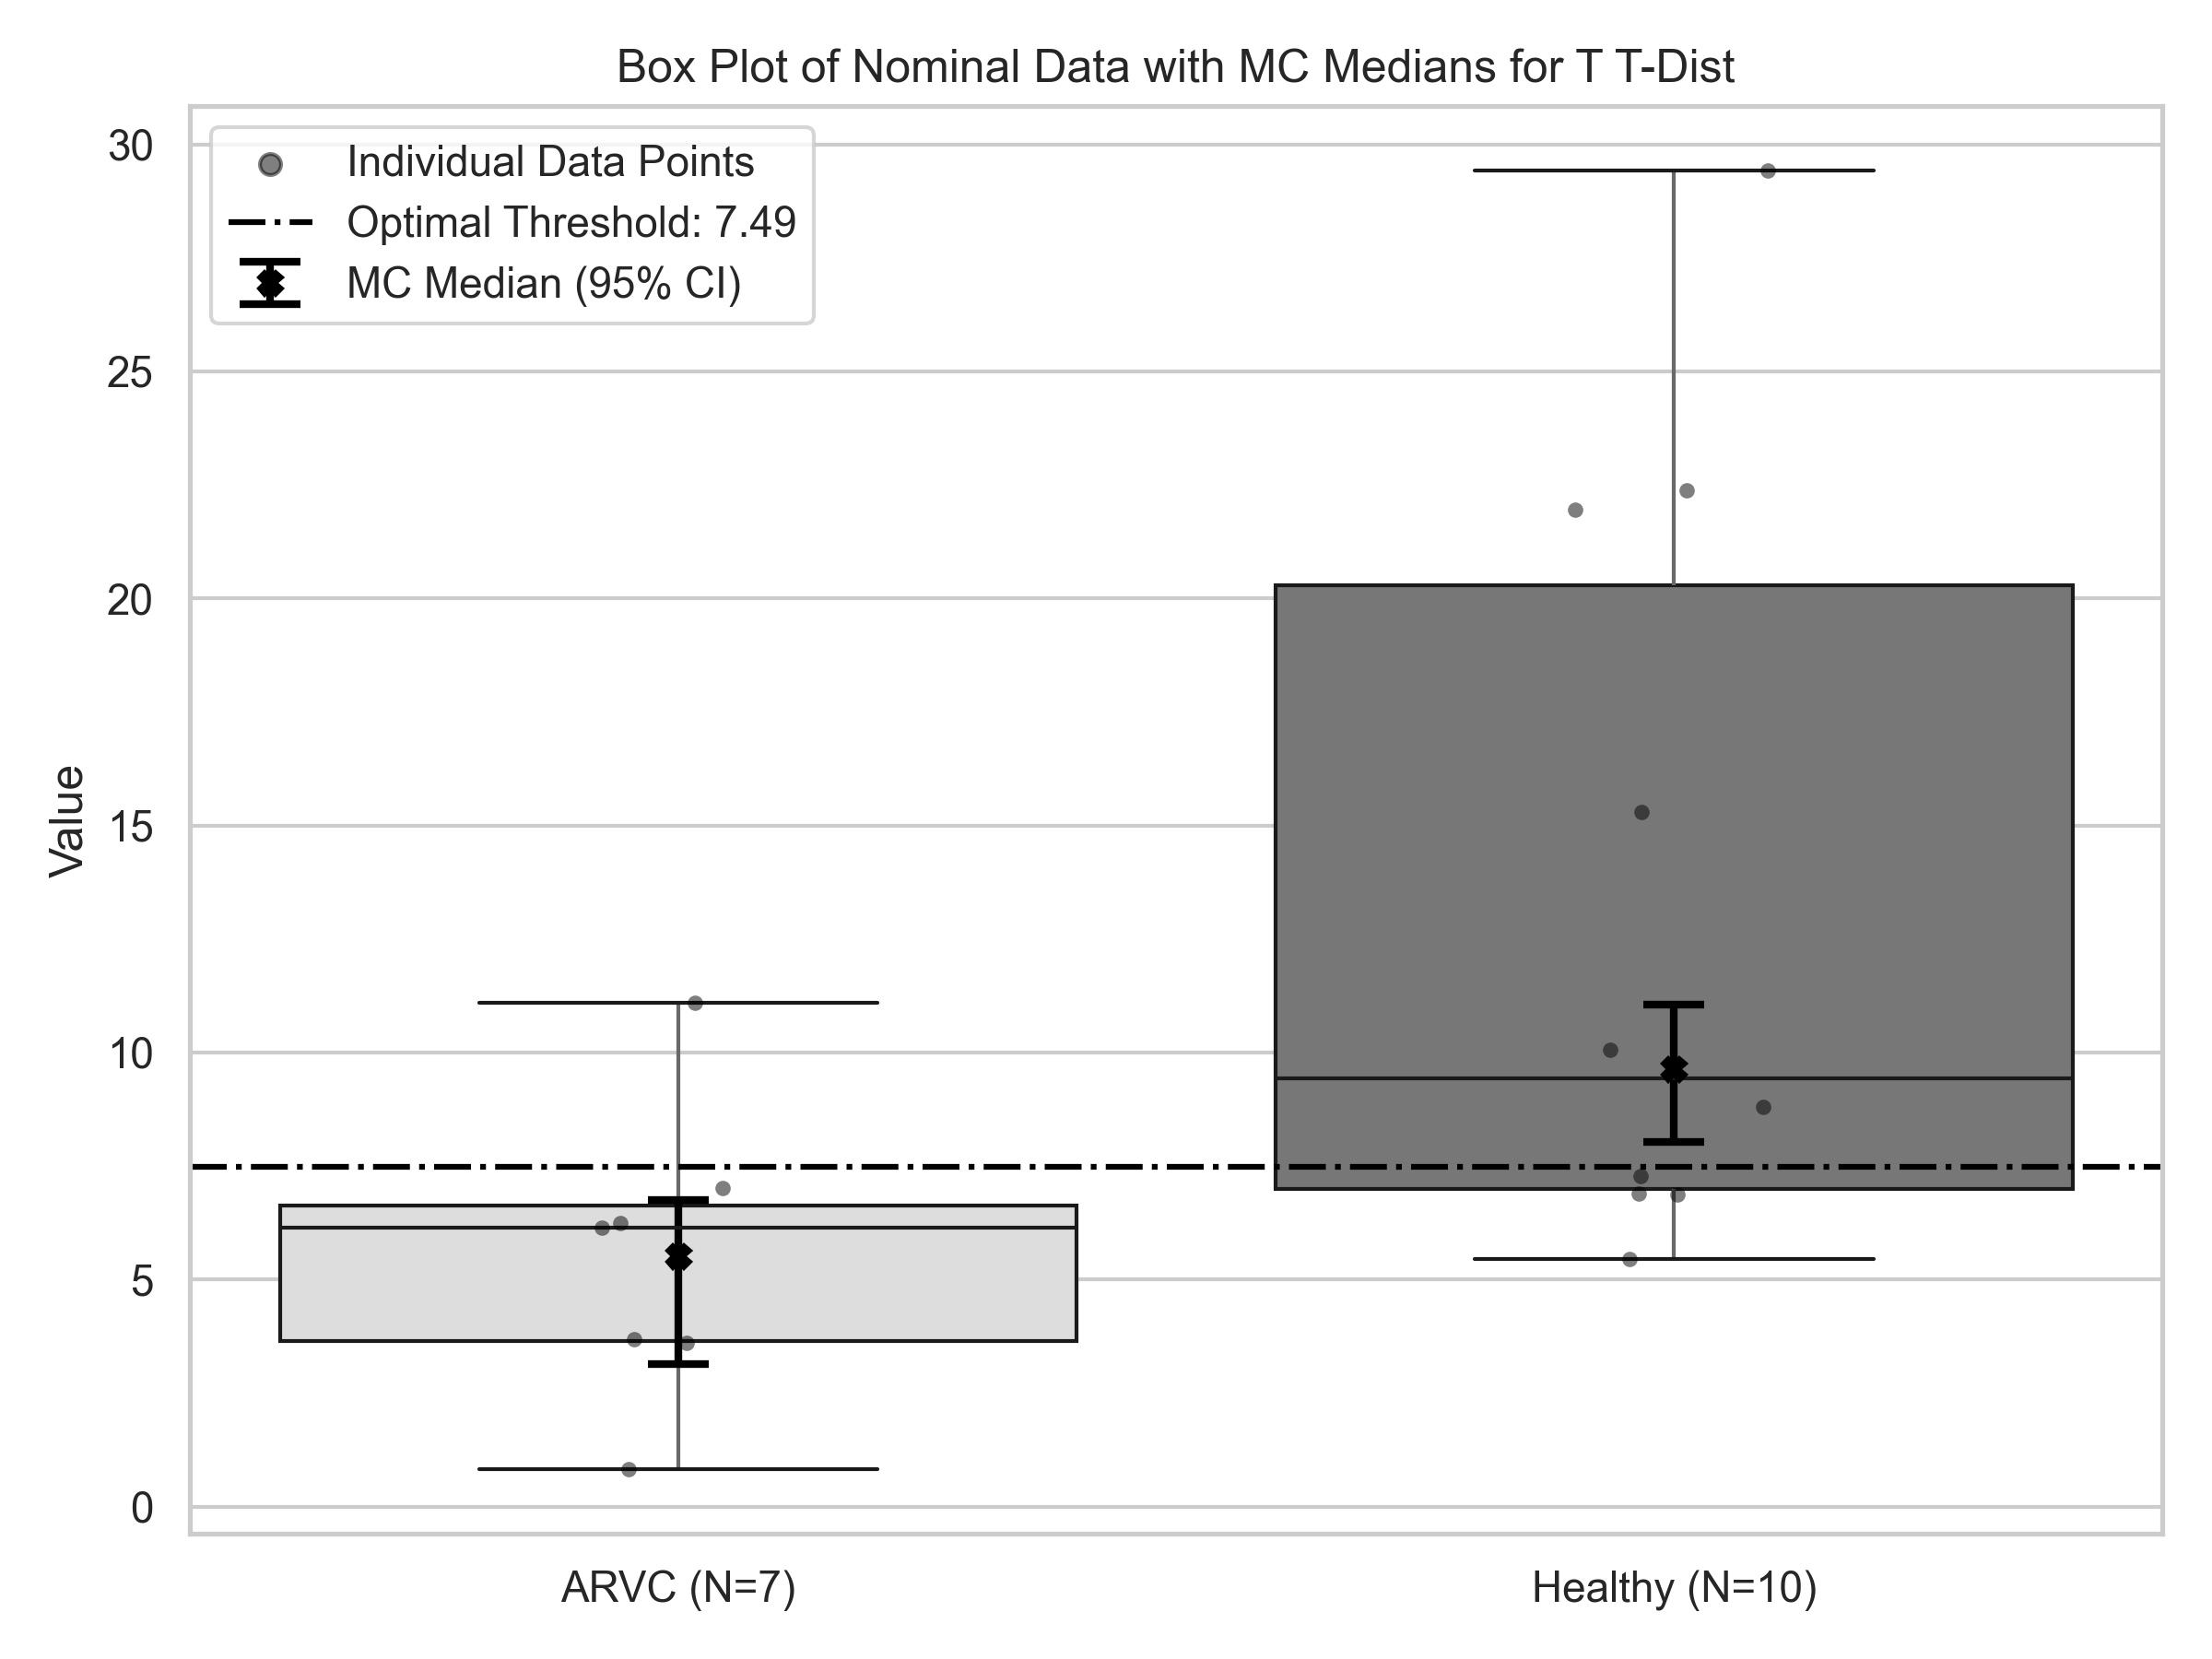 Box Plot of Nominal Data with MC Medians for T T-Dist
Individual Data Points
Optimal Threshold: 7.49
MC Median (95% CI)
Value
30
25
20
15
10
5
0
ARVC (N=7)
Healthy (N=10)